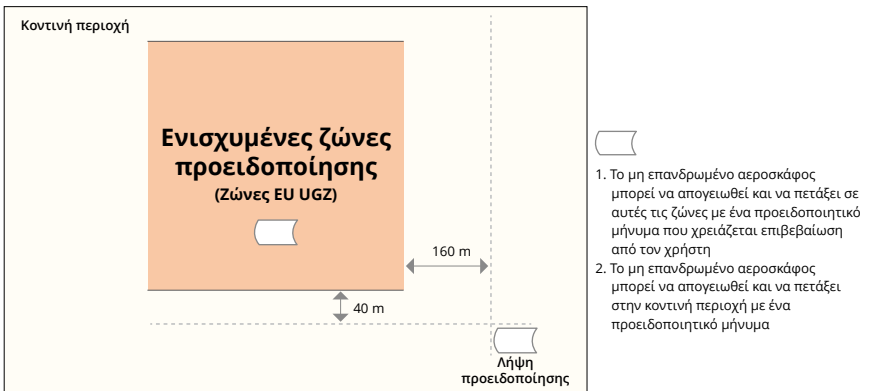 Κοντινή περιοχή
Ενισχυμένες ζώνες
προειδοποίησης
(Ζώνες EU UGZ)
160 m
40 m
Λήψη
προειδοποίησης
1. Το μη επανδρωμένο αεροσκάφος
μπορεί να απογειωθεί και να πετάξει σε
αυτές τις ζώνες με ένα προειδοποιητικό
μήνυμα που χρειάζεται επιβεβαίωση
από τον χρήστη
2. Το μη επανδρωμένο αεροσκάφος
μπορεί να απογειωθεί και να πετάξει
στην κοντινή περιοχή με ένα
προειδοποιητικό μήνυμα